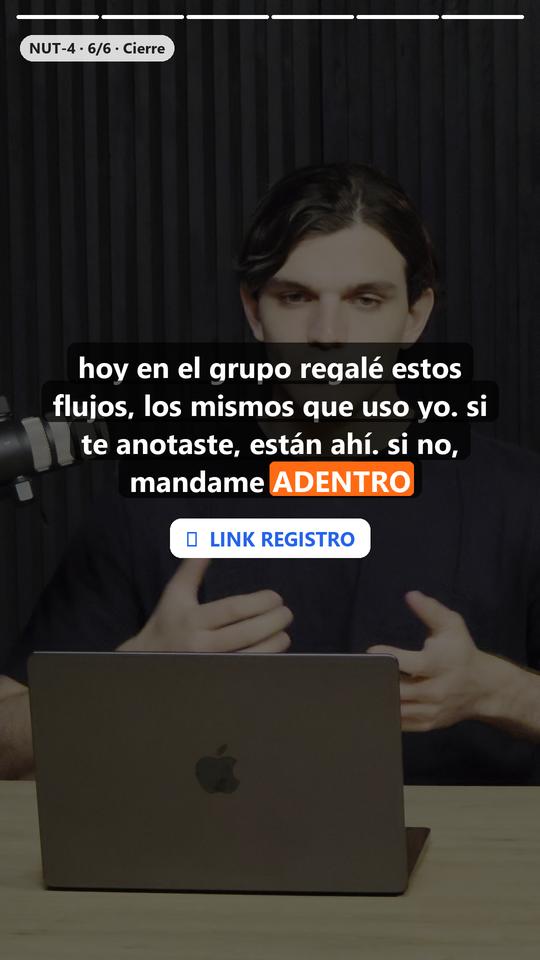 NUT-4 · 6/6 · Cierre
hoy en el grupo regalé estos
flujos, los mismos que uso yo. si
te anotaste, están ahí. si no,
mandame ADENTRO
LINK REGISTRO